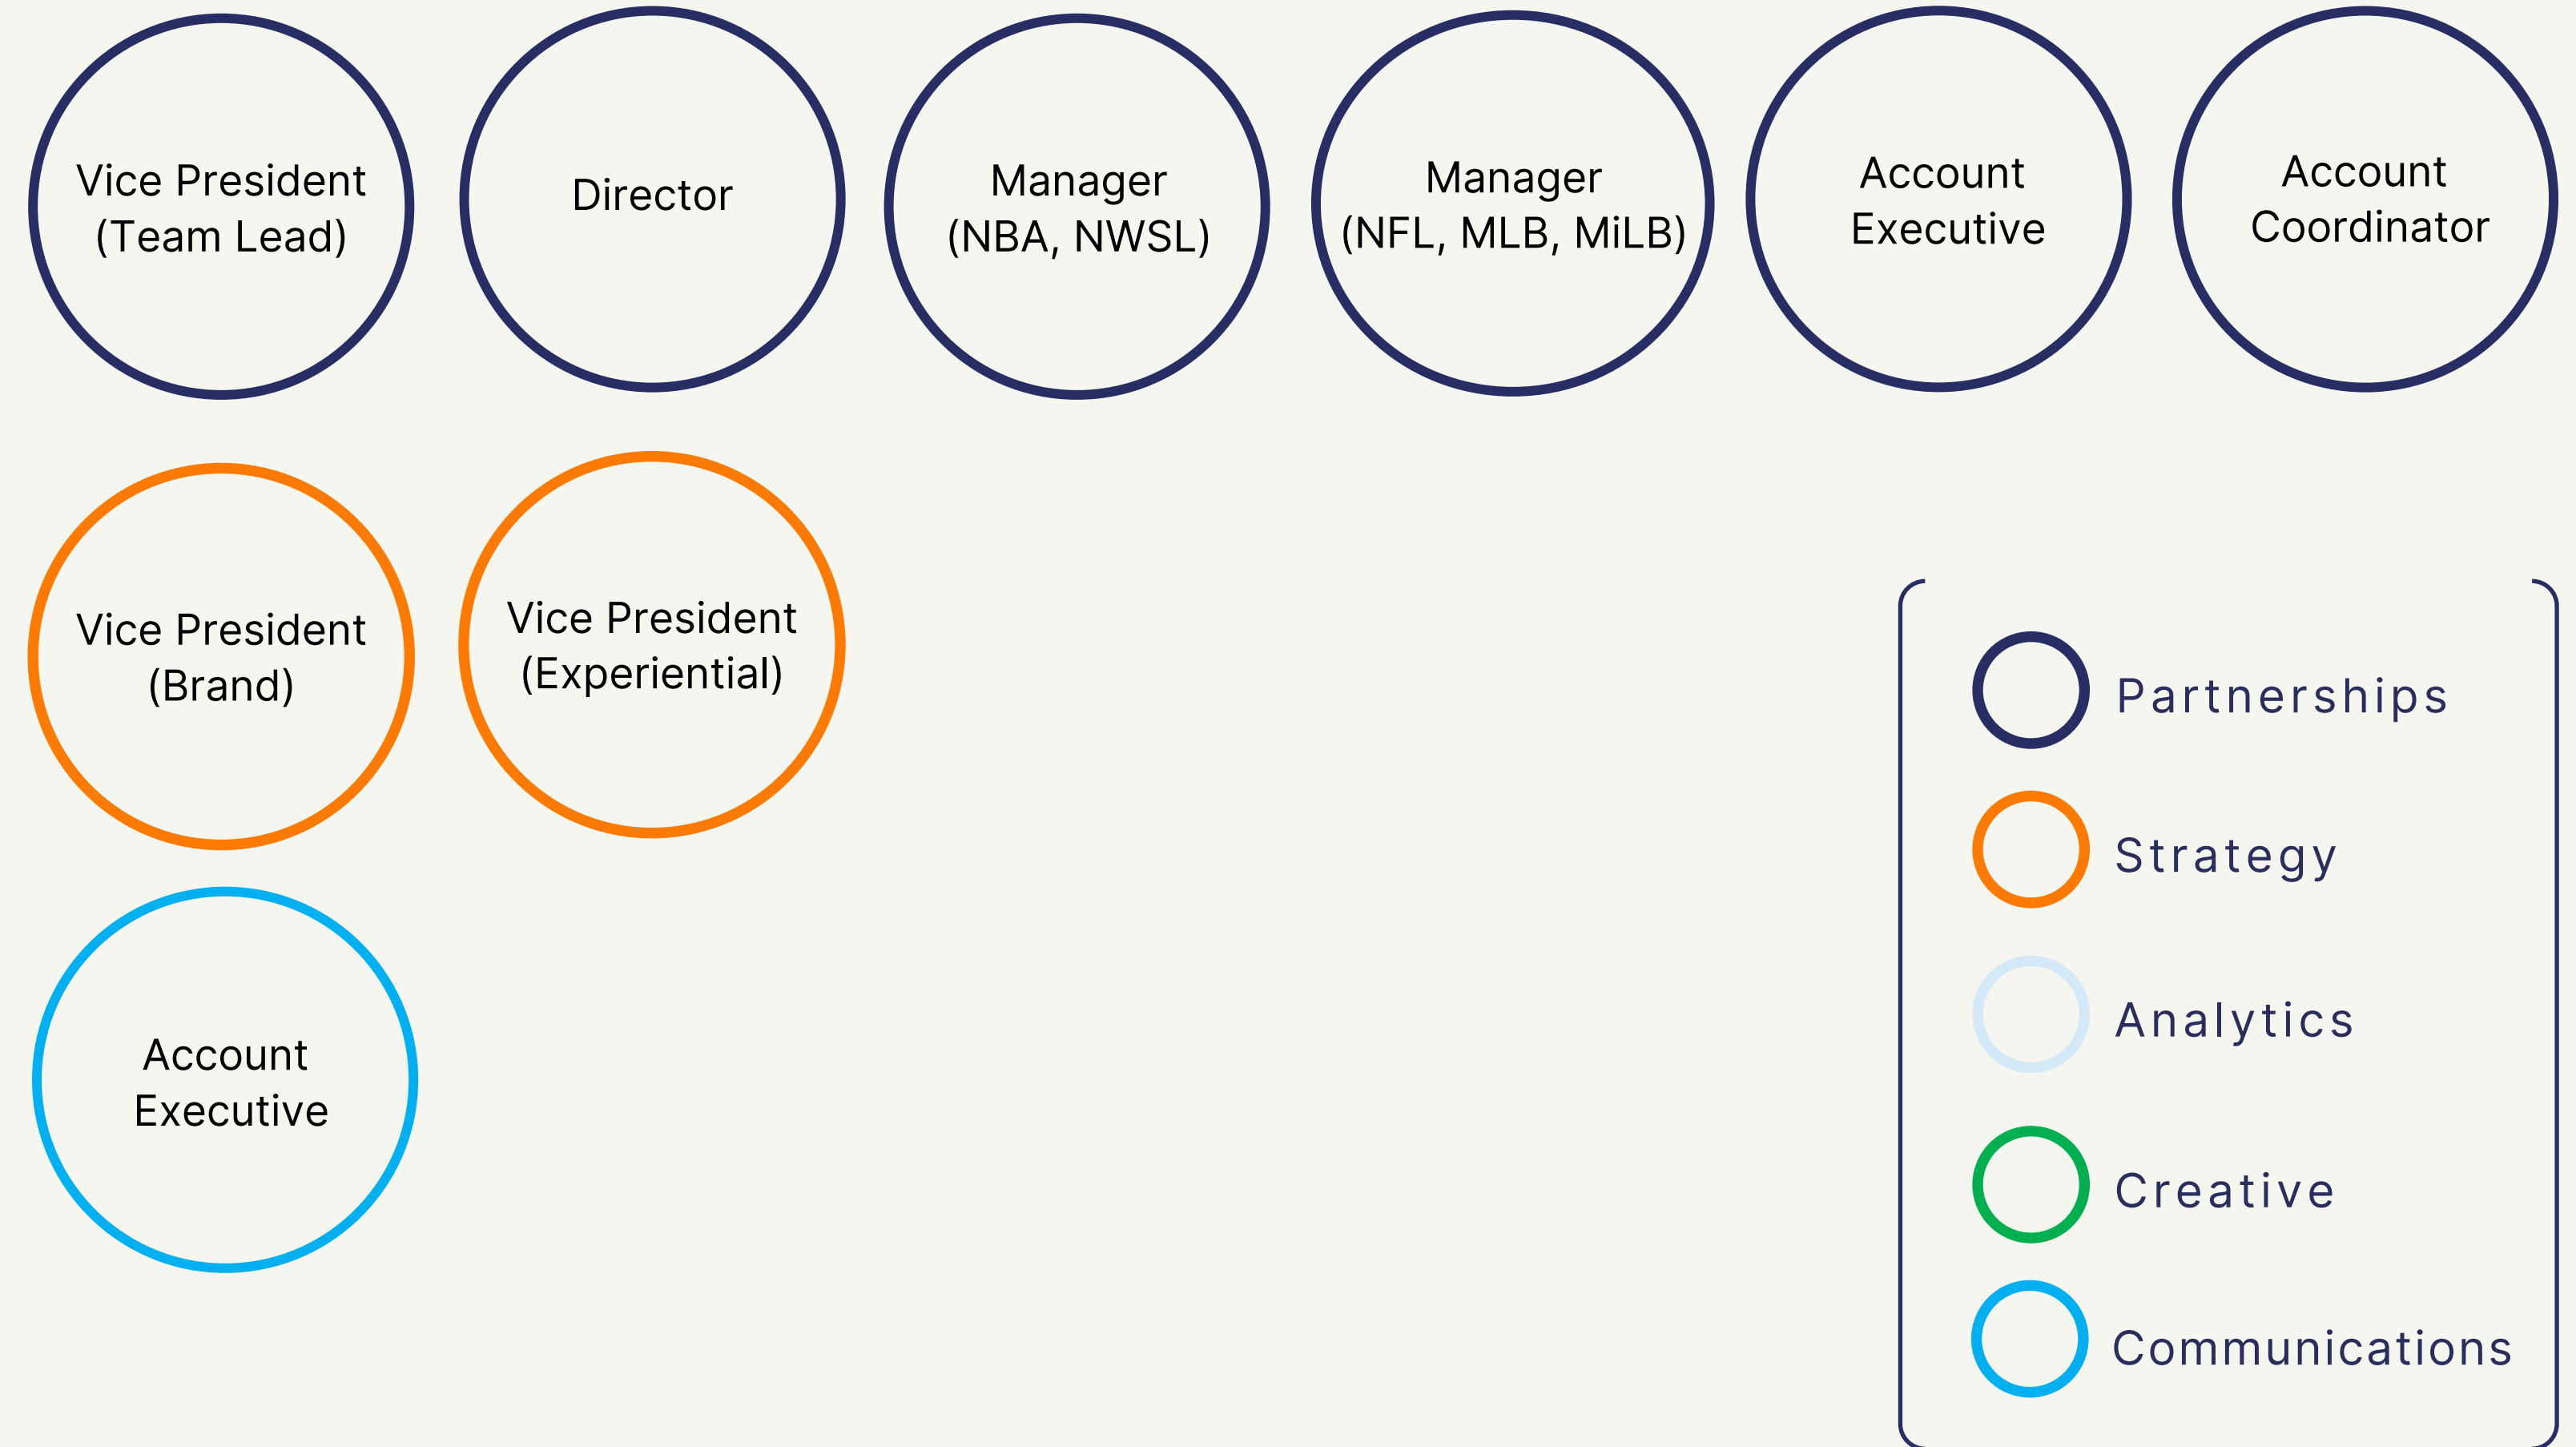 Vice President
(Team Lead)
Director
Manager
(NBA, NWSL)
Manager
(NFL, MLB, MiLB)
Account
Executive
Account
Coordinator
Vice President
(Brand)
Vice President
(Experiential)
Account
Executive
Partnerships
Strategy
Analytics
Creative
Communications